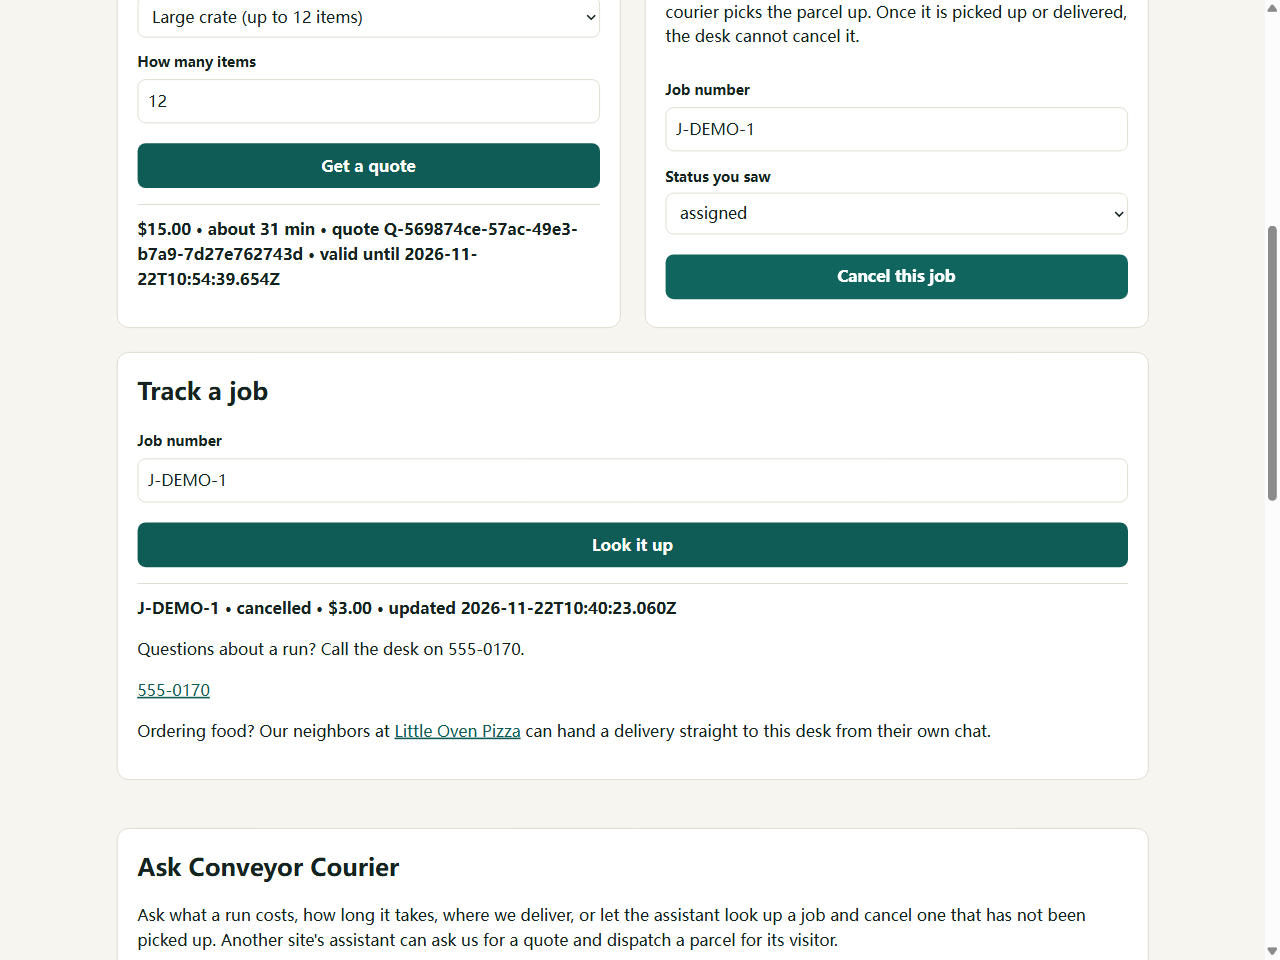 Large crate (up to 12 items)
How many items
12
Get a quote
$15.00 • about 31 min • quote Q-569874ce-57ac-49e3-
b7a9-7d27e762743d • valid until 2026-11-
22T10:54:39.654Z
courier picks the parcel up. Once it is picked up or delivered,
the desk cannot cancel it.
Job number
J-DEMO-1
Status you saw
assigned
Cancel this job
Track a job
Job number
J-DEMO-1
Look it up
J-DEMO-1 • cancelled • $3.00 • updated 2026-11-22T10:40:23.060Z
Questions about a run? Call the desk on 555-0170.
555-0170
Ordering food? Our neighbors at Little Oven Pizza can hand a delivery straight to this desk from their own chat.
Ask Conveyor Courier
Ask what a run costs, how long it takes, where we deliver, or let the assistant look up a job and cancel one that has not been
picked up. Another site's assistant can ask us for a quote and dispatch a parcel for its visitor.